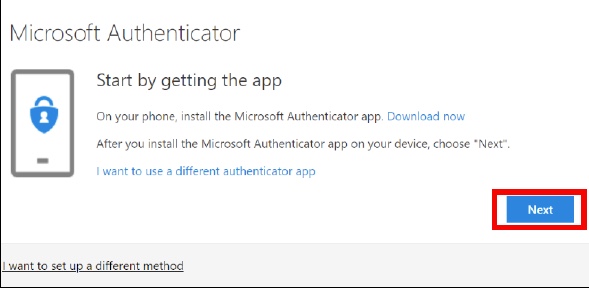 Microsoft Authenticator
Start by getting the app
On your phone, install the Microsoft Authenticator app. Download now
After you install the Microsoft Authenticator app on your device, choose "Next".
I want to use a different authenticator app
Next
I want to set up a different method